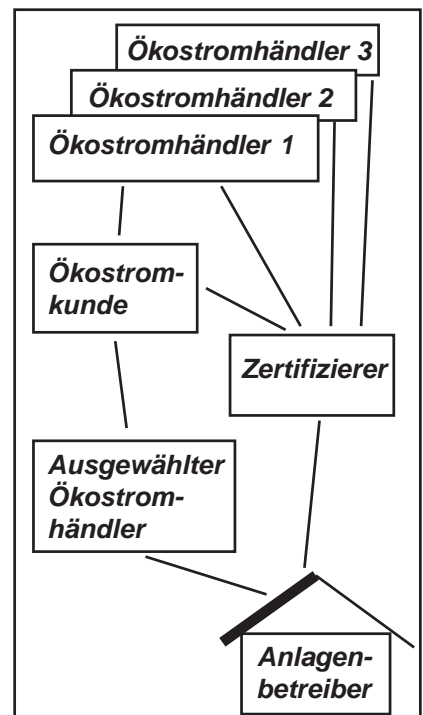 Ökostromhändler 3
Ökostromhändler 2
Ökostromhändler 1
Ökostrom-
kunde
Zertifizierer
Ausgewählter
Ökostrom-
händler
Anlagen-
betreiber